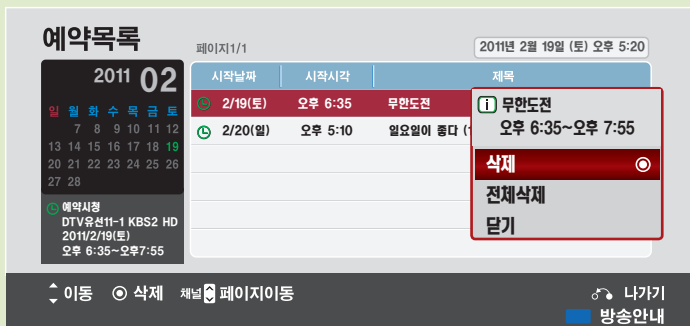 예약목록
페이지1/1
2011년 2월 19일 (토) 오후 5:20
2011 02
일 월 화 수 목 금 토
7 8 9 10 11 12
13 14 15 16 17 18 19
20 21 22 23 24 25 26
27 28
예약시청
DTV유선11-1 KBS2 HD
2011/2/19(토)
오후 6:35~오후7:55
시작날짜 시작시각 제목
2/19(토) 오후 6:35 무한도전
2/20(일) 오후 5:10 일요일이 좋다 (
i 무한도전
오후 6:35~오후 7:55
삭제
전체삭제
닫기
이동 삭제 채널 페이지이동
나가기
방송안내